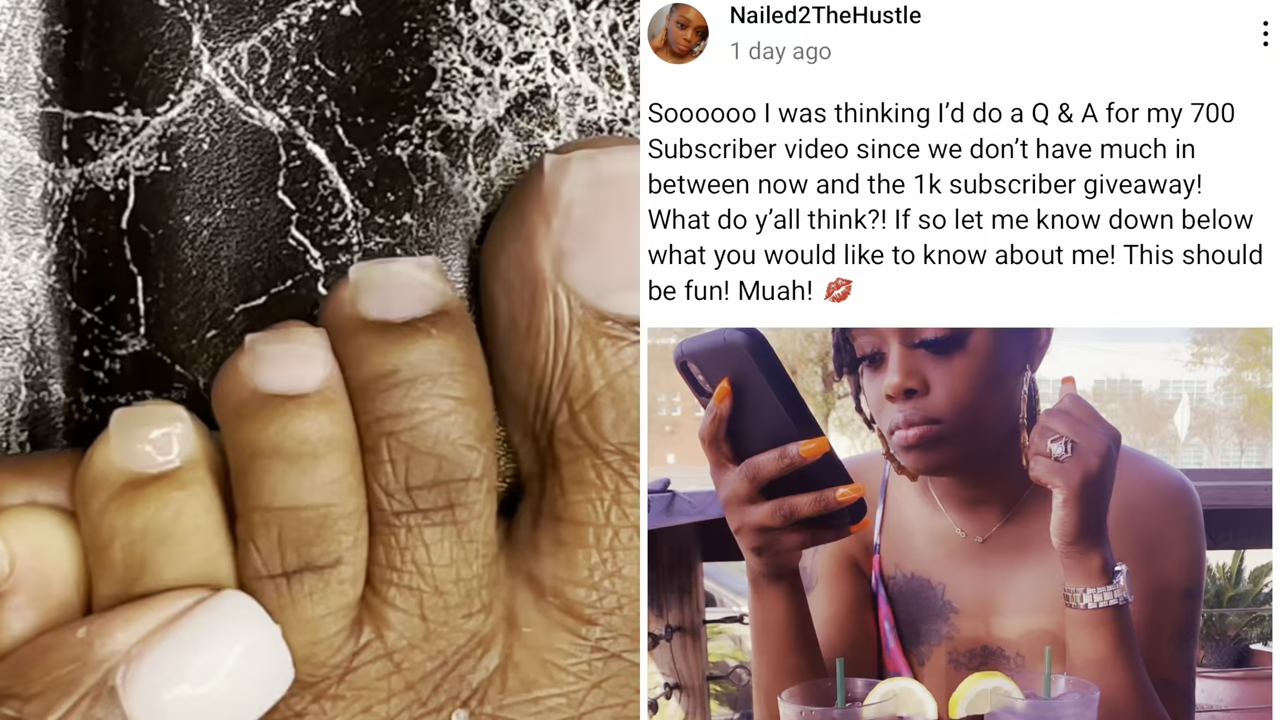 Nailed2TheHustle
1 day ago
Soooooo I was thinking I’d do a Q & A for my 700
Subscriber video since we don’t have much in
between now and the 1k subscriber giveaway!
What do y’all think?! If so let me know down below
what you would like to know about me! This should
be fun! Muah! 💋